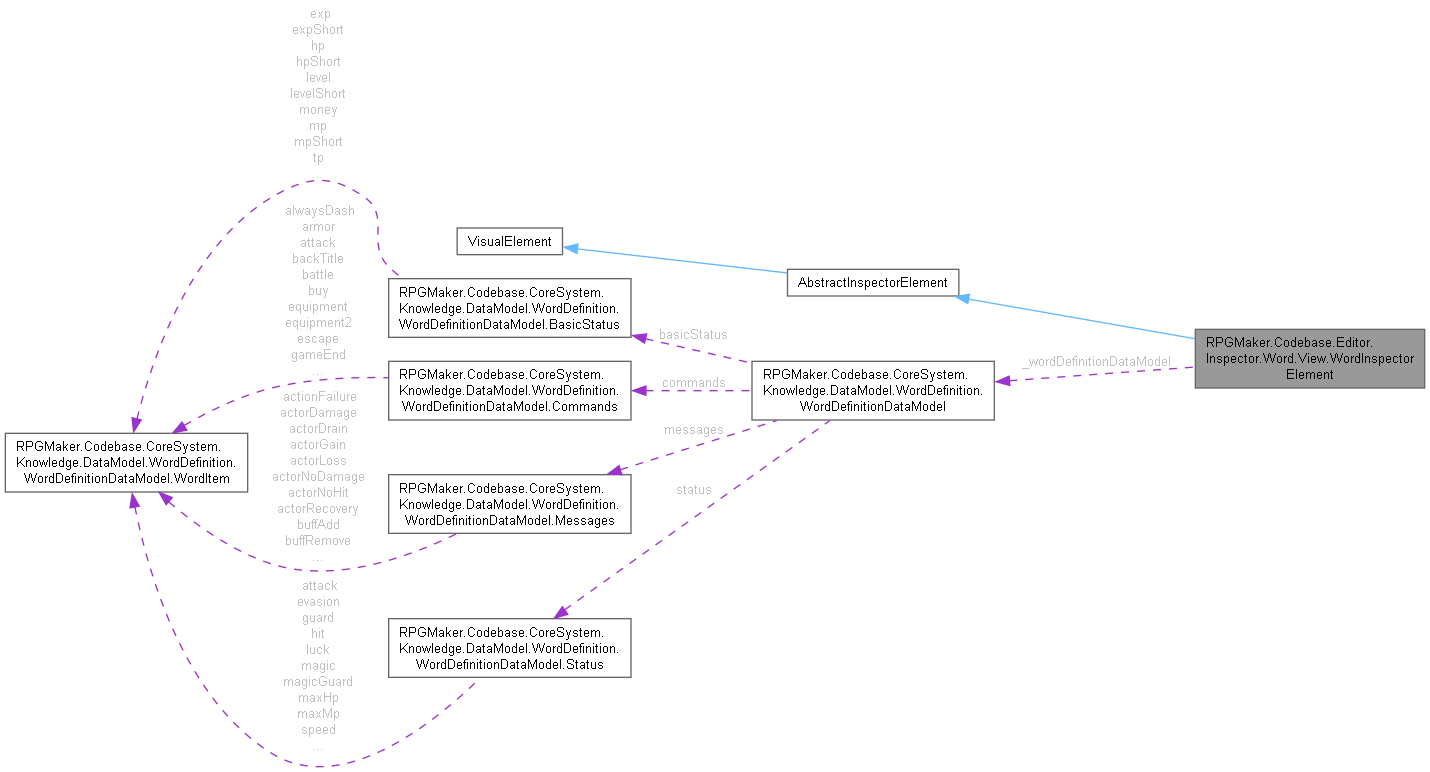 exp
expShort
hp
hpShort
level
levelShort
money
mp
mpShort
tp
...
alwaysDash
armor
attack
backTitle
battle
buy
equipment
equipment2
escape
gameEnd
...
actionFailure
actorDamage
actorDrain
actorGain
actorLoss
actorNoDamage
actorNoHit
actorRecovery
buffAdd
buffRemove
...
attack
evasion
guard
hit
luck
magic
magicGuard
maxHp
maxMp
speed
...
RPGMaker.Codebase.CoreSystem.
Knowledge.DataModel.WordDefinition.
WordDefinitionDataModel.WordItem
VisualElement
RPGMaker.Codebase.CoreSystem.
Knowledge.DataModel.WordDefinition.
WordDefinitionDataModel.BasicStatus
RPGMaker.Codebase.CoreSystem.
Knowledge.DataModel.WordDefinition.
WordDefinitionDataModel.Commands
RPGMaker.Codebase.CoreSystem.
Knowledge.DataModel.WordDefinition.
WordDefinitionDataModel.Messages
RPGMaker.Codebase.CoreSystem.
Knowledge.DataModel.WordDefinition.
WordDefinitionDataModel.Status
basicStatus
commands
messages
status
AbstractInspectorElement
RPGMaker.Codebase.CoreSystem.
Knowledge.DataModel.WordDefinition.
WordDefinitionDataModel
_wordDefinitionDataModel
RPGMaker.Codebase.Editor.
Inspector.Word.View.WordInspector
Element